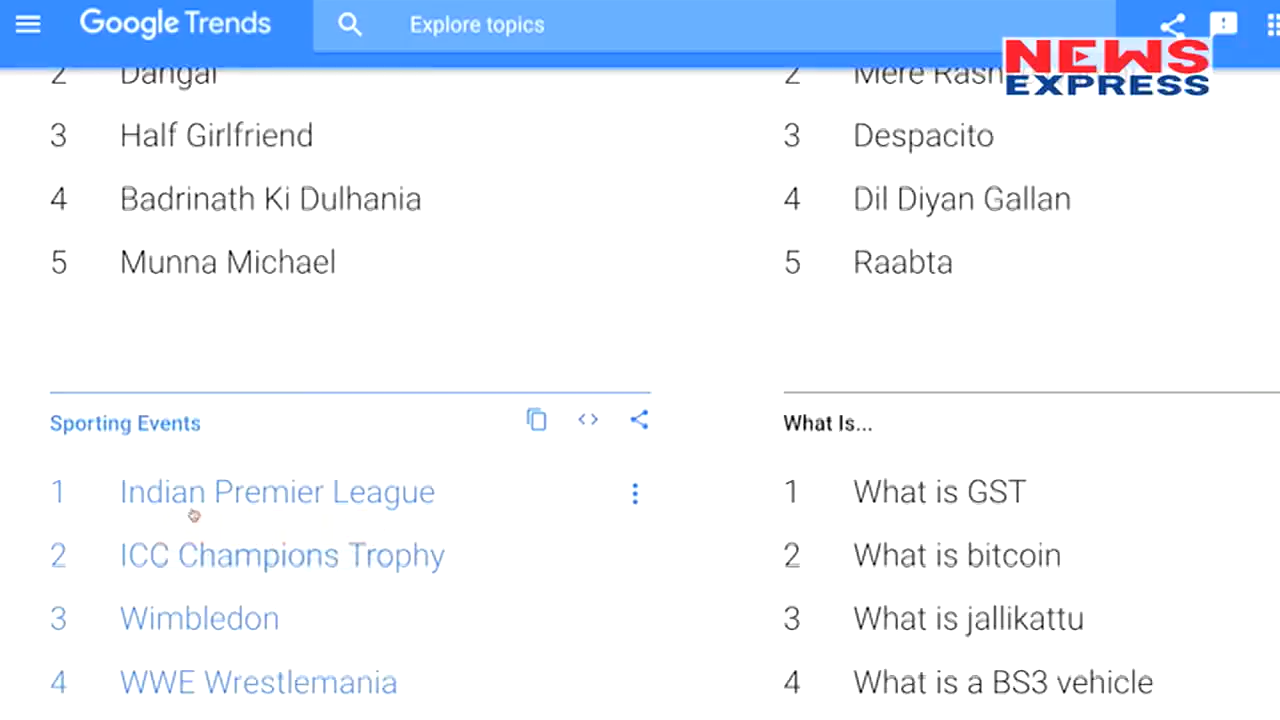 Google Trends
Explore topics
NEWS
EXPRESS
2 Dangal
3 Half Girlfriend
4 Badrinath Ki Dulhania
5 Munna Michael
2 Mere
3 Despacito
4 Dil Diyan Gallan
5 Raabta
Sporting Events
1 Indian Premier League
2 ICC Champions Trophy
3 Wimbledon
4 WWE Wrestlemania
What Is...
1 What is GST
2 What is bitcoin
3 What is jallikattu
4 What is a BS3 vehicle